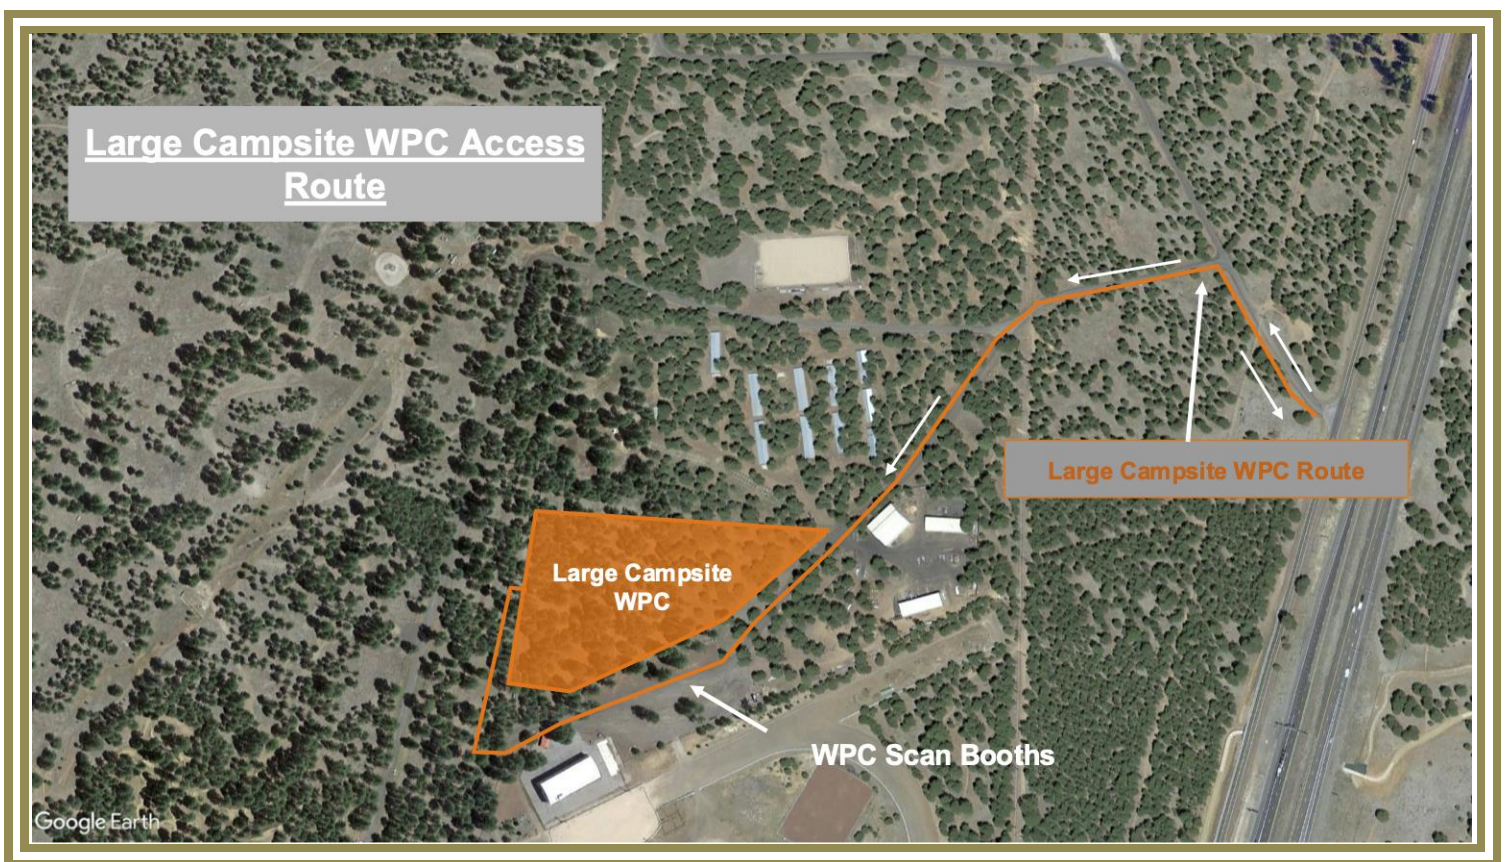 Large Campsite WPC Access
Route
Large Campsite WPC Route
Large Campsite
WPC
WPC Scan Booths
Google Earth